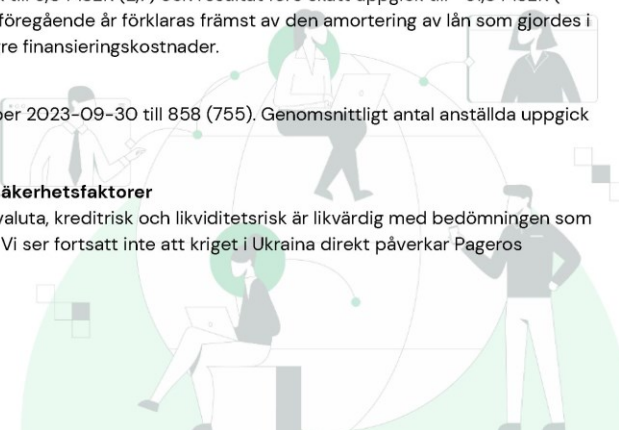 föregående år förklaras främst av den amortering av lån som gjordes i
re finansieringskostnader.
per 2023-09-30 till 858 (755). Genomsnittligt antal anställda uppgick
äkerhetsfaktorer
valuta, kreditrisk och likviditetsrisk är likvärdig med bedömningen som
Vi ser fortsatt inte att kriget i Ukraina direkt påverkar Pageros